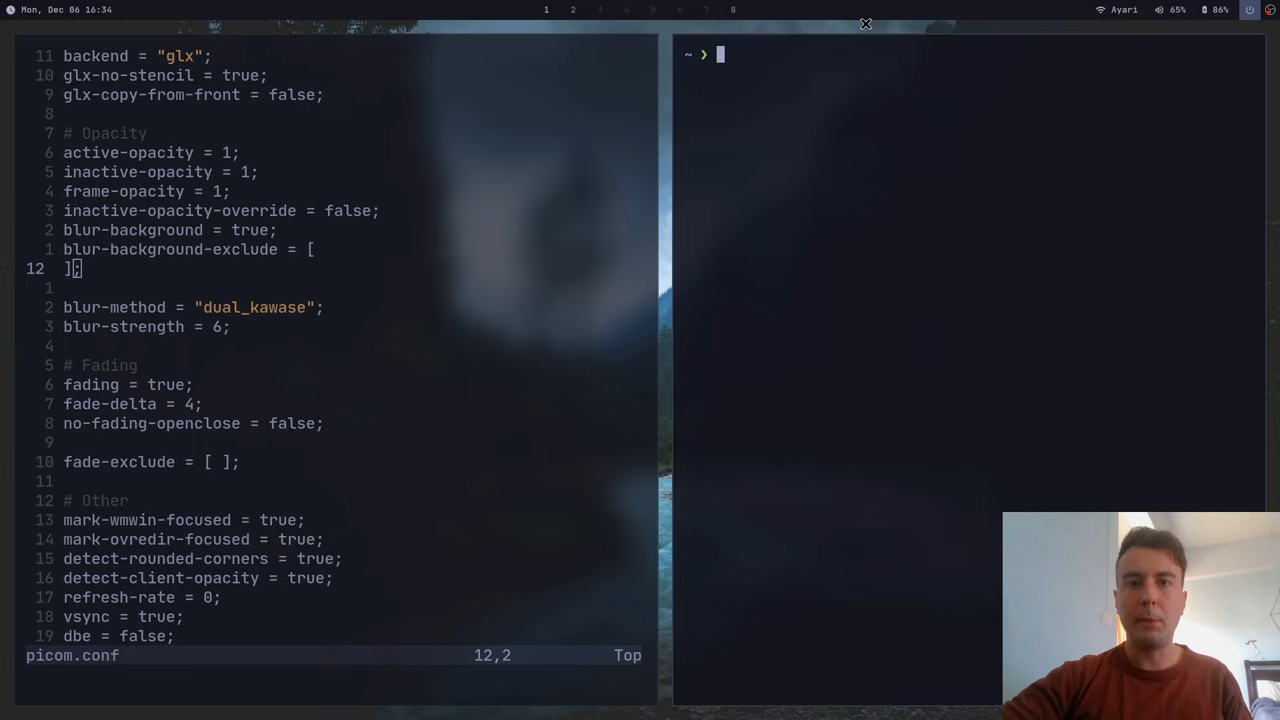 Mon, Dec 06 16:34
1 2 3 4 5 6 7 8
Ayari 65% 86%
11 backend = "glx";
10 glx-no-stencil = true;
9 glx-copy-from-front = false;
8
7 # Opacity
6 active-opacity = 1;
5 inactive-opacity = 1;
4 frame-opacity = 1;
3 inactive-opacity-override = false;
2 blur-background = true;
1 blur-background-exclude = [
12 ];
1
2 blur-method = "dual_kawase";
3 blur-strength = 6;
4
5 # Fading
6 fading = true;
7 fade-delta = 4;
8 no-fading-openclose = false;
9
10 fade-exclude = [ ];
11
12 # Other
13 mark-wmwin-focused = true;
14 mark-ovredir-focused = true;
15 detect-rounded-corners = true;
16 detect-client-opacity = true;
17 refresh-rate = 0;
18 vsync = true;
19 dbe = false;
picom.conf 12,2 Top
~ ❯